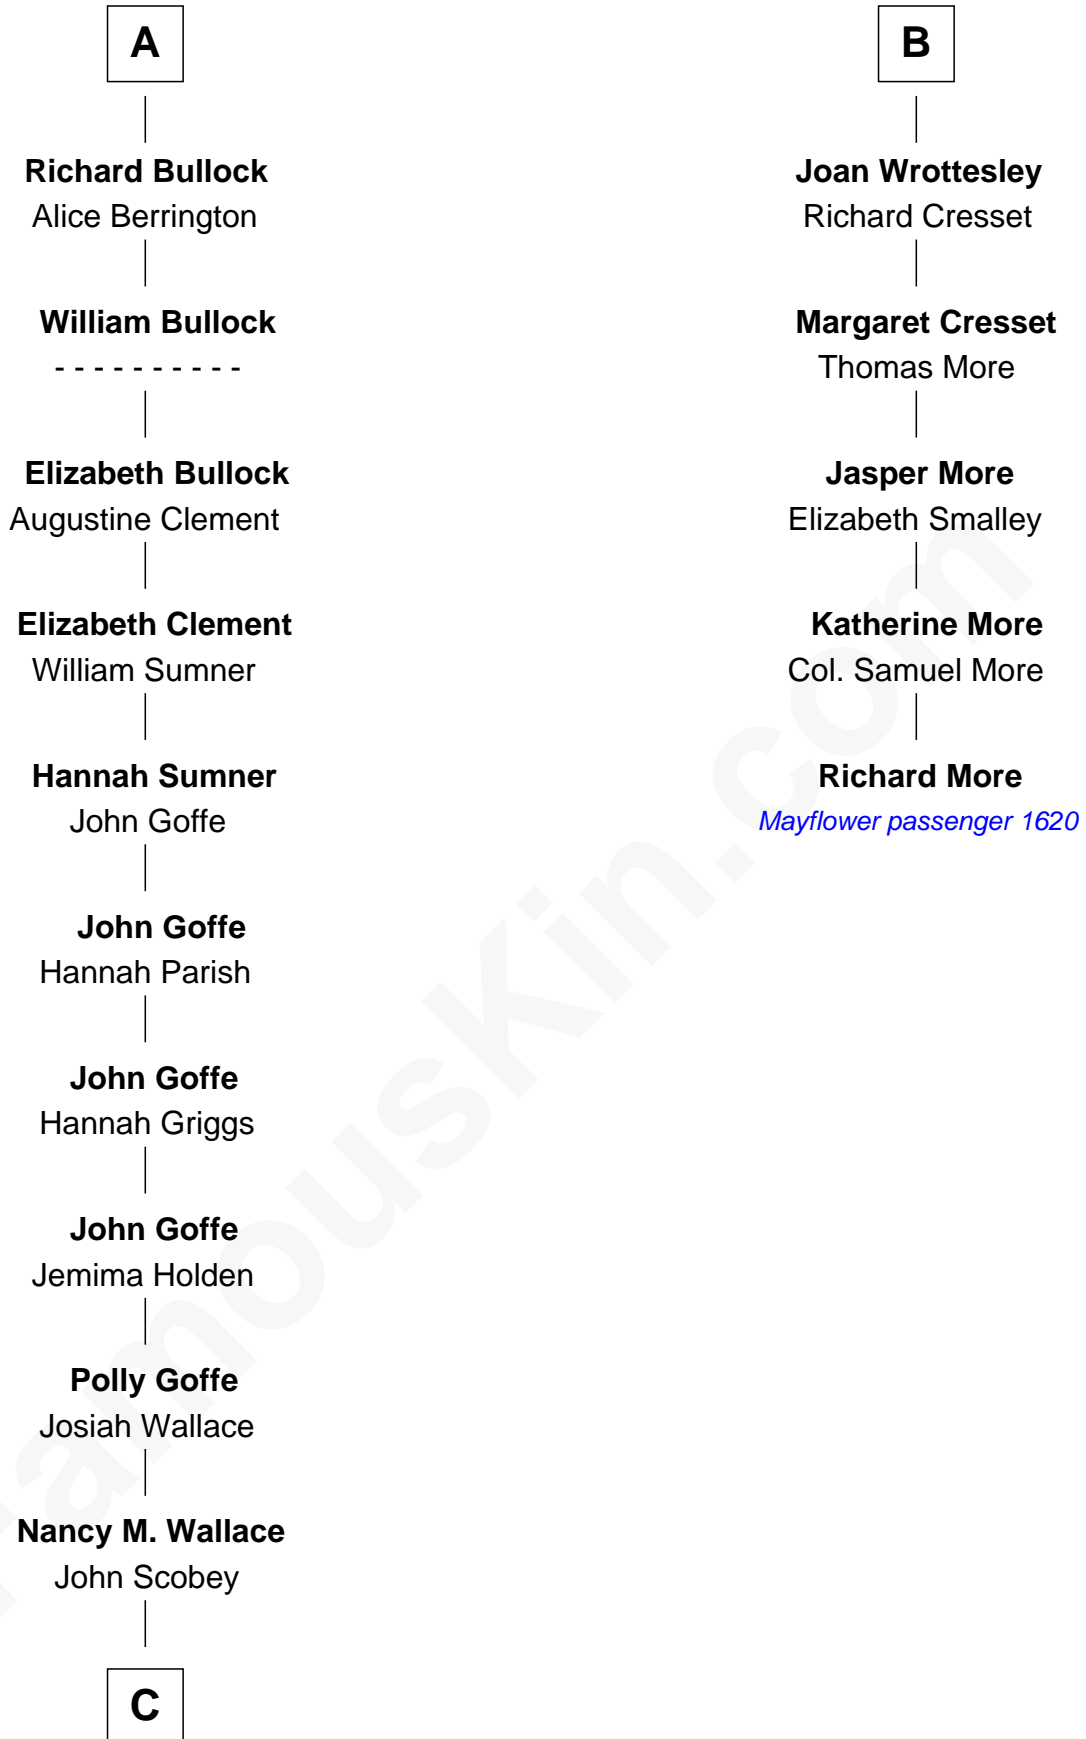 A
Richard Bullock
Alice Berrington
William Bullock
- - - - - - - - - -
Elizabeth Bullock
Augustine Clement
Elizabeth Clement
William Sumner
Hannah Sumner
John Goffe
John Goffe
Hannah Parish
John Goffe
Hannah Griggs
John Goffe
Jemima Holden
Polly Goffe
Josiah Wallace
Nancy M. Wallace
John Scobey
C
B
Joan Wrottesley
Richard Cresset
Margaret Cresset
Thomas More
Jasper More
Elizabeth Smalley
Katherine More
Col. Samuel More
Richard More
Mayflower passenger 1620
FamousKin.com